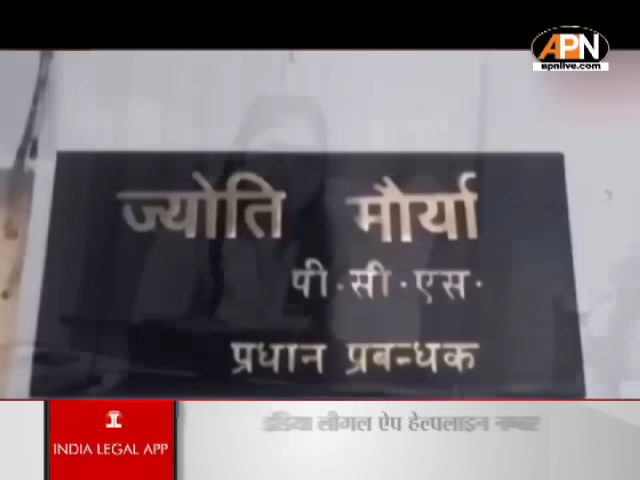 APN
apnlive.com
ज्योति मौर्या
पी·सी·एस·
प्रधान प्रबन्धक
INDIA LEGAL APP
इंडिया लीगल ऐप हेल्पलाइन नम्बर